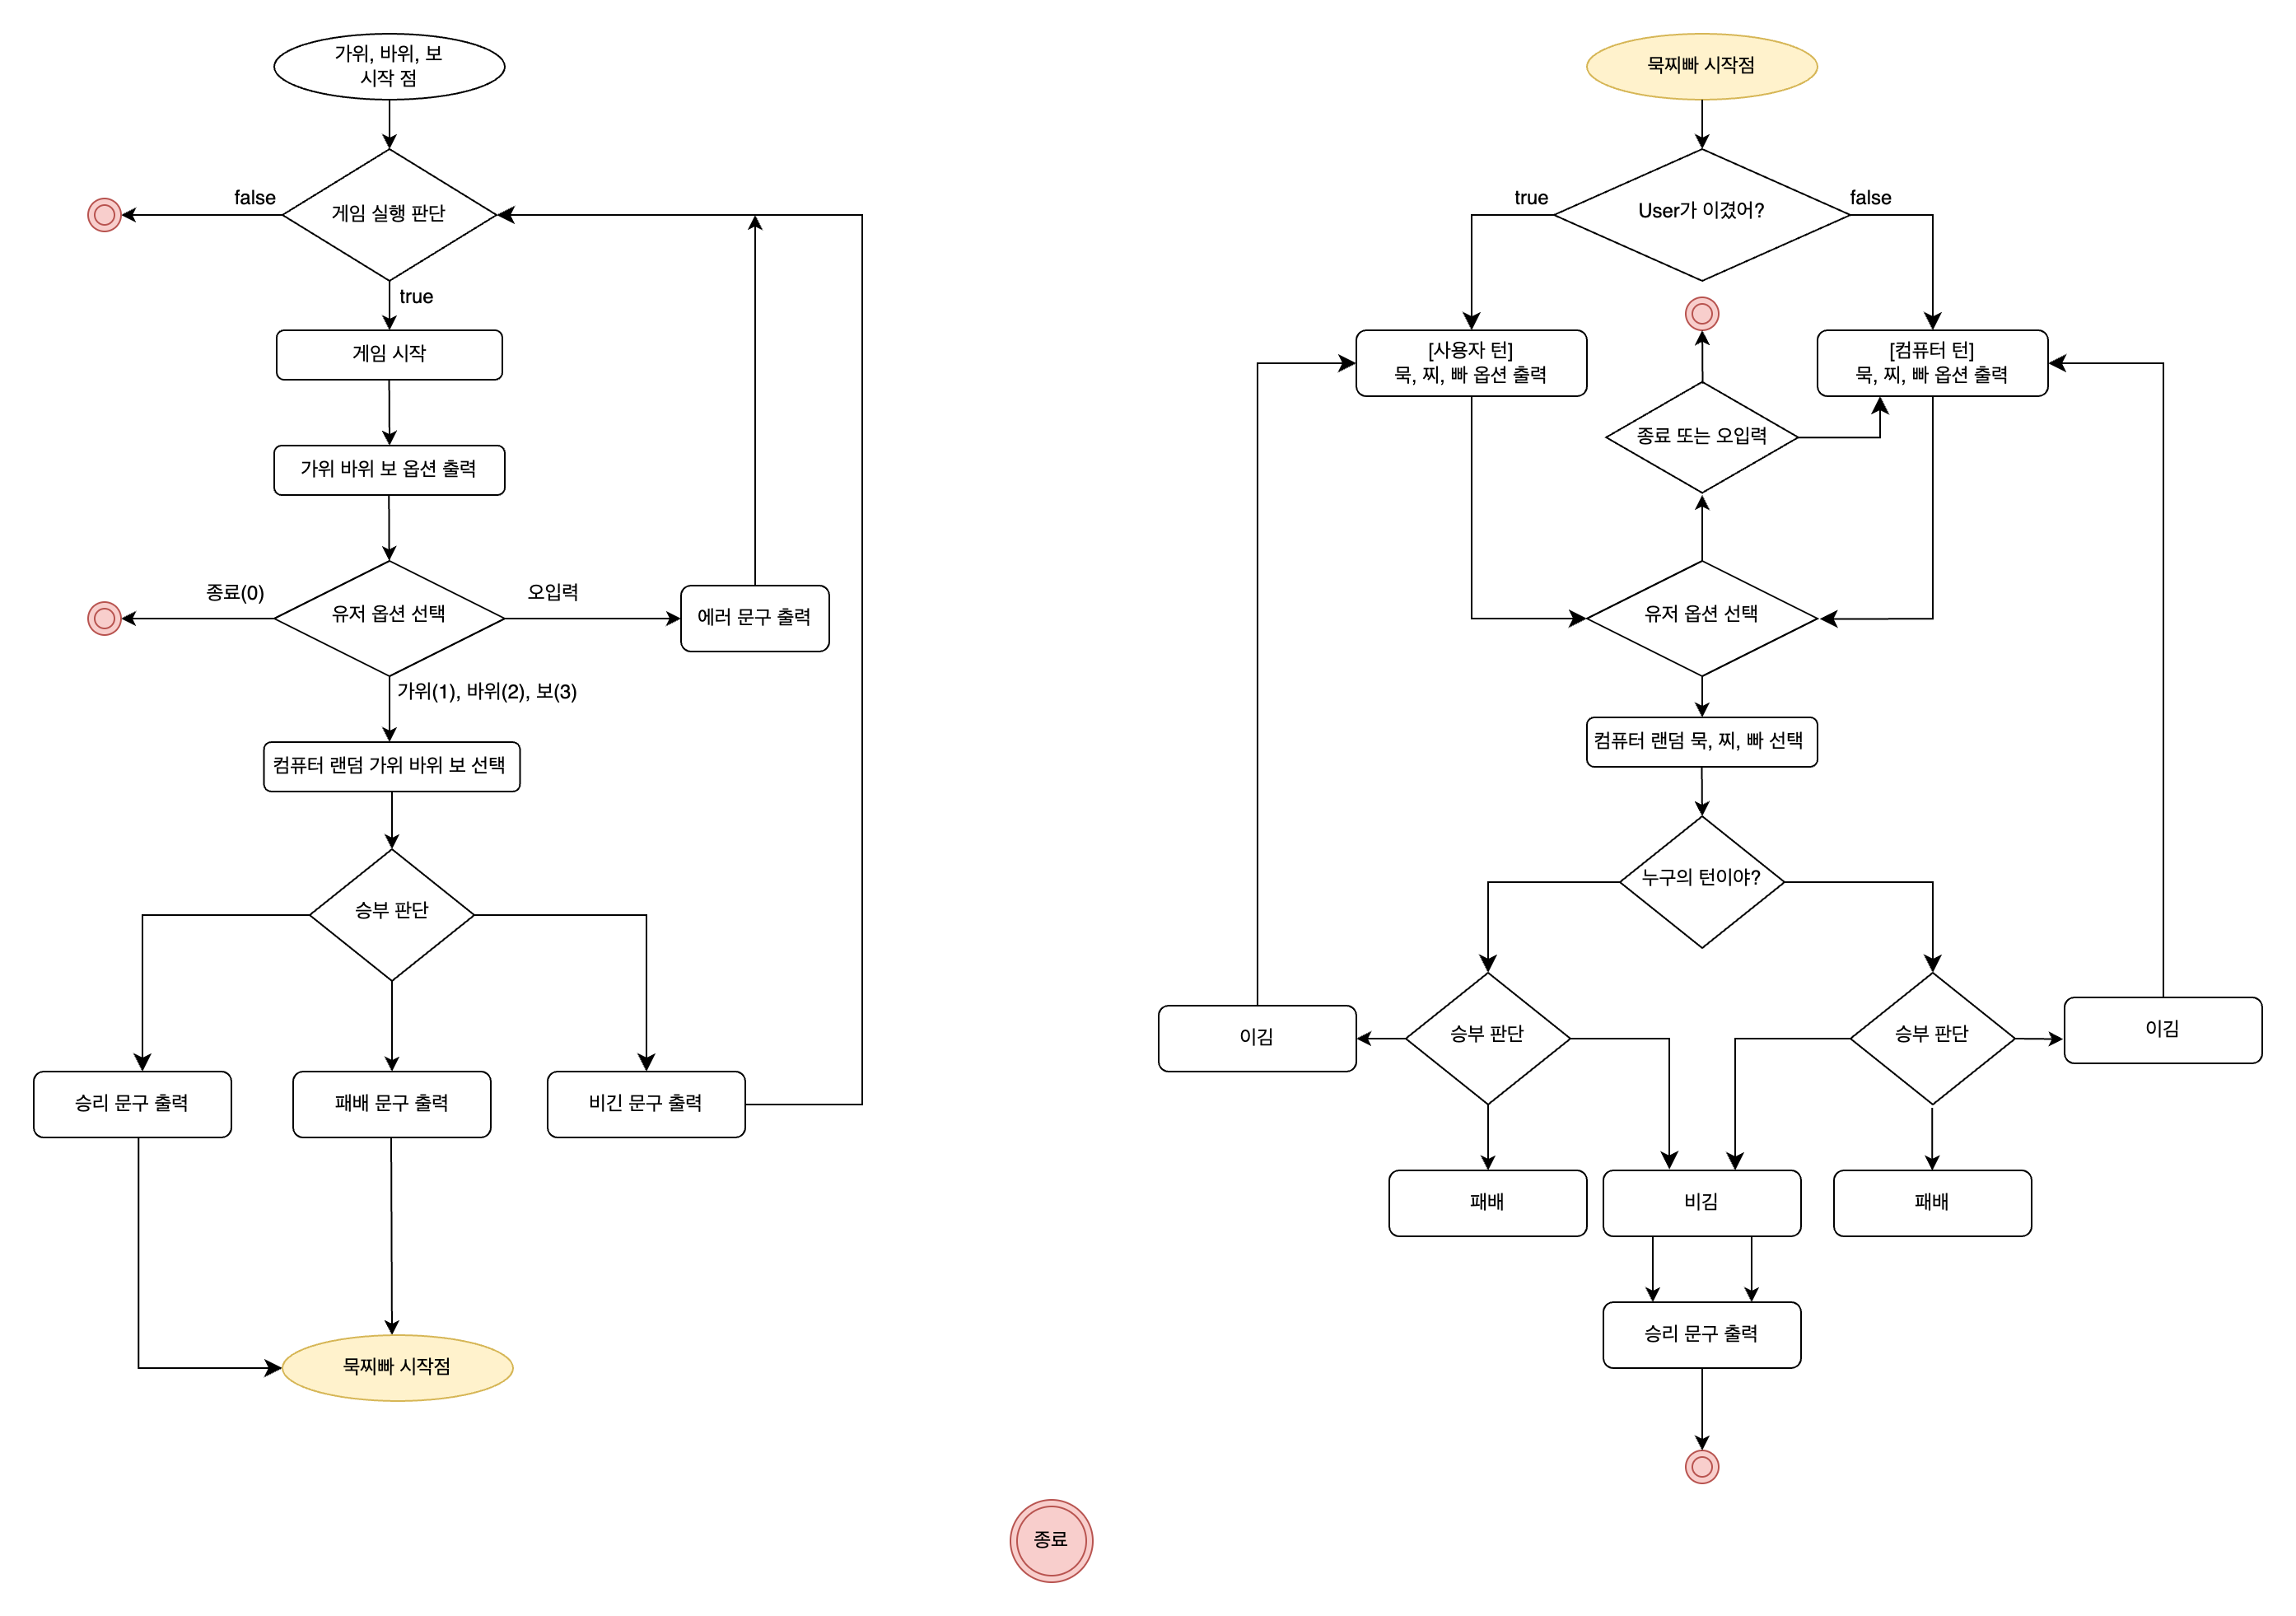 가위, 바위, 보
시작 점
false
게임 실행 판단
true
게임 시작
가위 바위 보 옵션 출력
종료(0)
유저 옵션 선택
오입력
에러 문구 출력
가위(1), 바위(2), 보(3)
컴퓨터 랜덤 가위 바위 보 선택
승부 판단
승리 문구 출력
패배 문구 출력
비긴 문구 출력
묵찌빠 시작점
묵찌빠 시작점
true
User가 이겼어?
false
[사용자 턴]
묵, 찌, 빠 옵션 출력
[컴퓨터 턴]
묵, 찌, 빠 옵션 출력
종료 또는 오입력
유저 옵션 선택
컴퓨터 랜덤 묵, 찌, 빠 선택
누구의 턴이야?
이김
승부 판단
승부 판단
이김
패배
비김
패배
승리 문구 출력
종료